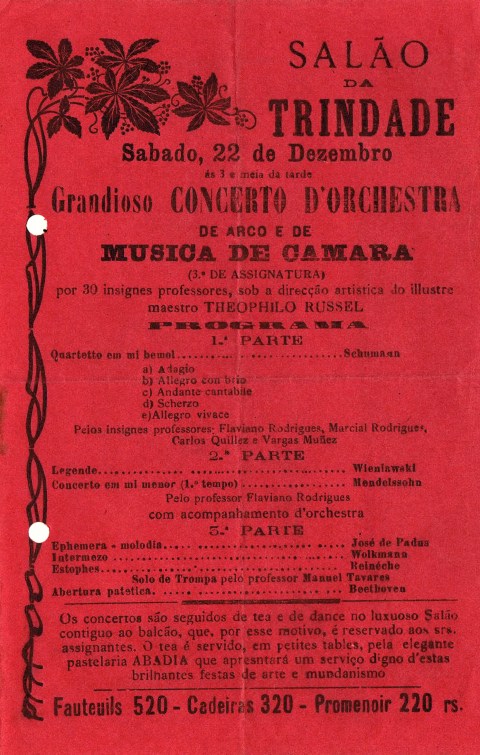 SALÃO
DA
TRINDADE
Sabado, 22 de Dezembro
ás 3 e meia da tarde
Grandioso CONCERTO D'ORCHESTRA
DE ARCO E DE
MUSICA DE CAMARA
(3.ª DE ASSIGNATURA)
por 30 insignes professores, sob a direcção artistica do illustre
maestro THEOPHILO RUSSEL
PROGRAMA
1.ª PARTE
Quartetto em mi bemol..............................Schumann
a) Adagio
b) Allegro con brio
c) Andante cantabile
d) Scherzo
e)Allegro vivace
Pelos insignes professores: Flaviano Rodrigues, Marcial Rodrigues,
Carlos Quillez e Vargas Muñez
2.ª PARTE
Legende.............................................. Wieniawski
Concerto em mi menor (1.º tempo) .................. Mendelssohn
Pelo professor Flaviano Rodrigues
com acompanhamento d'orchestra
3.ª PARTE
Ephemera - melodia..... .............................. José de Padua
Intermezo .......................................... Wolkmann
Estophes............................................ Reinéche
Solo de Trompa pelo professor Manuel Tavares
Abertura patetica..... .............................. Beethoven
Os concertos são seguidos de tea e de dance no luxuoso Salão
contiguo ao balcão, que, por esse motivo, é reservado aos srs.
assignantes. O tea é servido, em petites tables, pela elegante
pastelaria ABADIA que apresntará um serviço digno d'estas
brilhantes festas de arte e mundanismo
Fauteuils 520 - Cadeiras 320 - Promenoir 220 rs.